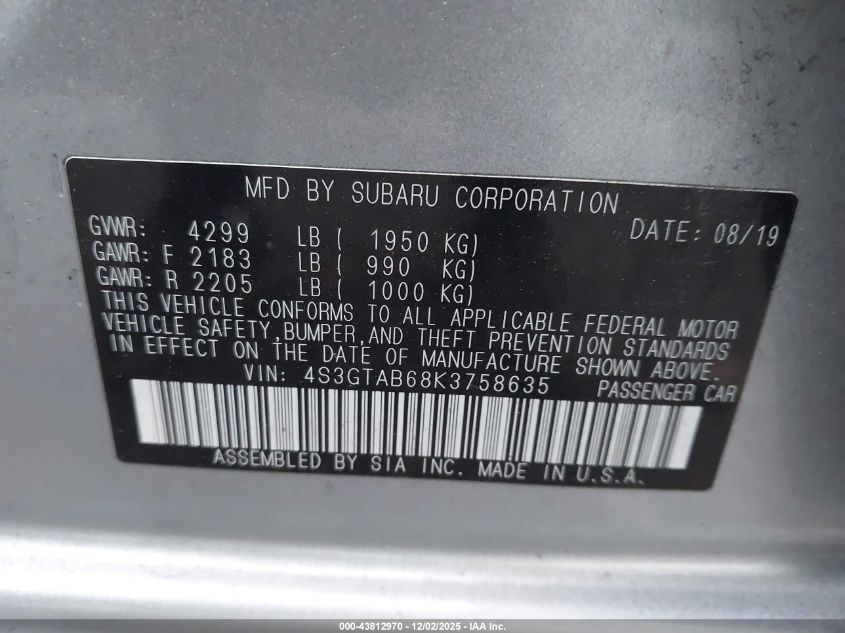 MFD BY SUBARU CORPORATION
GVWR: 4299 LB ( 1950 KG) DATE: 08/19
GAWR: F 2183 LB ( 990 KG)
GAWR: R 2205 LB ( 1000 KG)
THIS VEHICLE CONFORMS TO ALL APPLICABLE FEDERAL MOTOR
VEHICLE SAFETY,BUMPER,AND THEFT PREVENTION STANDARDS
IN EFFECT ON THE DATE OF MANUFACTURE SHOWN ABOVE.
VIN: 4S3GTAB68K3758635 PASSENGER CAR
ASSEMBLED BY SIA INC. MADE IN U.S.A.
000-43812970 - 12/02/2025 - IAA Inc.